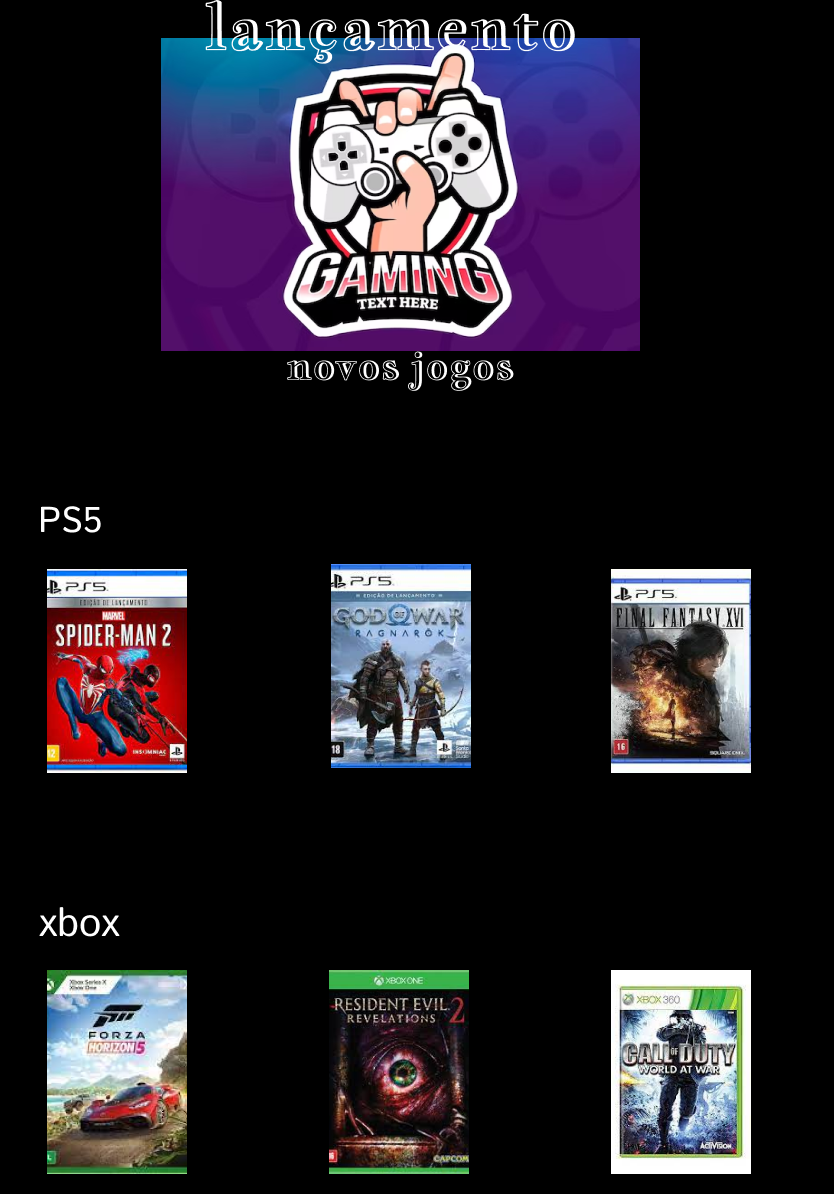 lançamento
GAMING
TEXT HERE
novos jogos
PS5
PS5
EDIÇÃO DE LANÇAMENTO
MARVEL
SPIDER-MAN 2
12
INSOMNIAC
PS5
EDIÇÃO DE LANÇAMENTO
GOD OF WAR
RAGNARÖK
18
PS5
FINAL FANTASY XVI
16
SQUARE ENIX
xbox
Xbox Series X
Xbox One
FORZA
HORIZON 5
L
XBOX ONE
RESIDENT EVIL 2
REVELATIONS
CAPCOM
XBOX 360
CALL OF DUTY
WORLD AT WAR
ACTIVISION